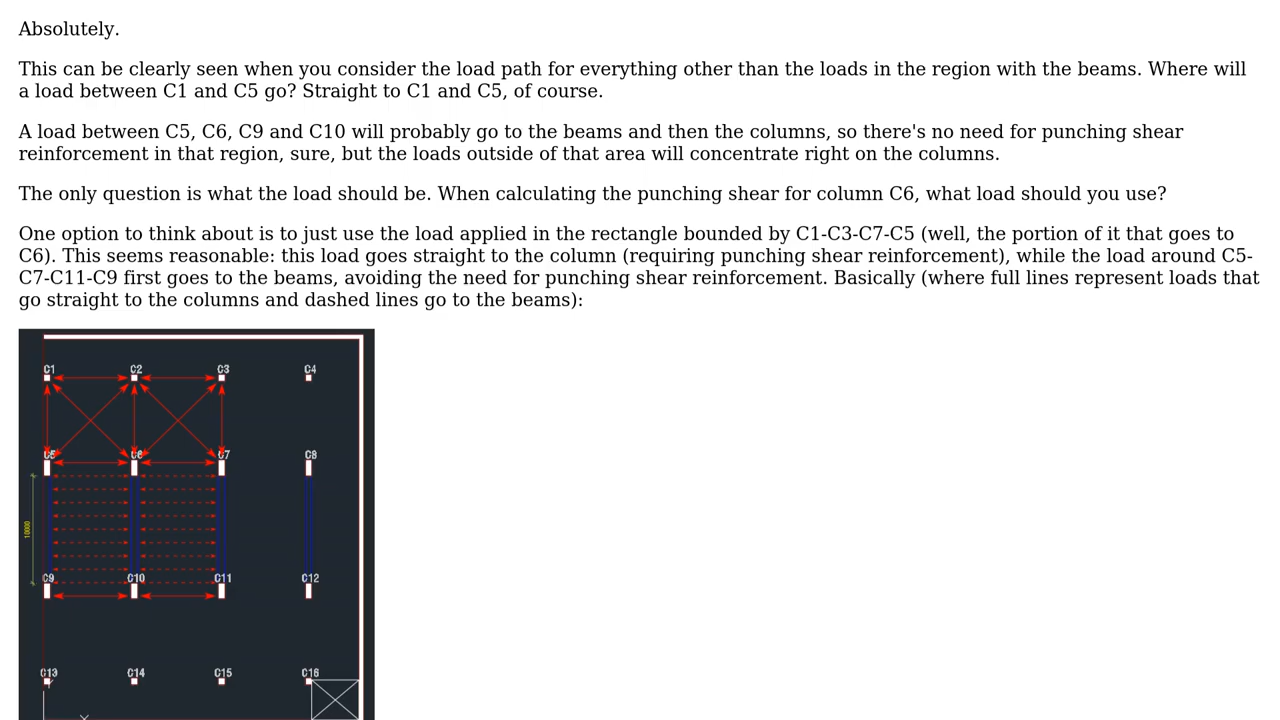 Absolutely.
This can be clearly seen when you consider the load path for everything other than the loads in the region with the beams. Where will
a load between C1 and C5 go? Straight to C1 and C5, of course.
A load between C5, C6, C9 and C10 will probably go to the beams and then the columns, so there's no need for punching shear
reinforcement in that region, sure, but the loads outside of that area will concentrate right on the columns.
The only question is what the load should be. When calculating the punching shear for column C6, what load should you use?
One option to think about is to just use the load applied in the rectangle bounded by C1-C3-C7-C5 (well, the portion of it that goes to
C6). This seems reasonable: this load goes straight to the column (requiring punching shear reinforcement), while the load around C5-
C7-C11-C9 first goes to the beams, avoiding the need for punching shear reinforcement. Basically (where full lines represent loads that
go straight to the columns and dashed lines go to the beams):
C1 C2 C3 C4
C5 C6 C7 C8
10000
C9 C10 C11 C12
C13 C14 C15 C16